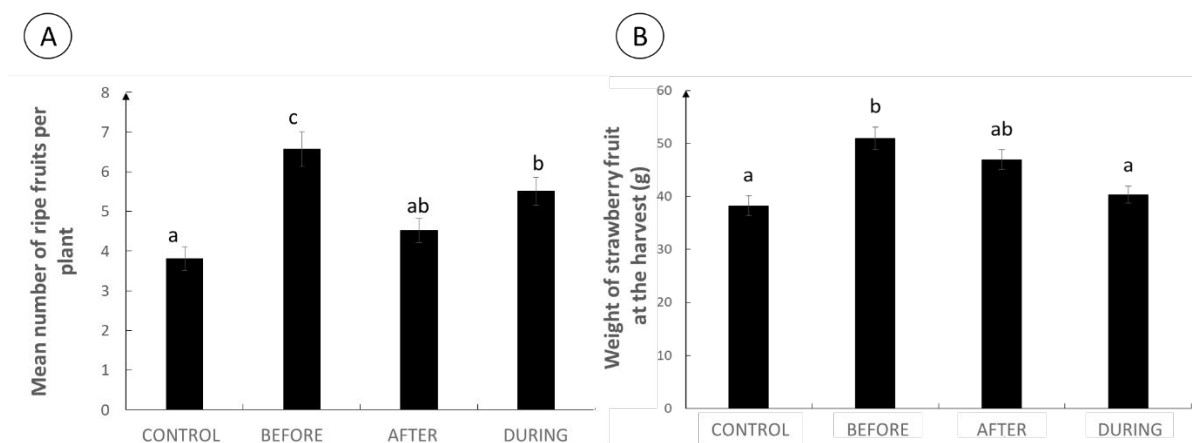 A
Mean number of ripe fruits per
plant
8
7
6
5
4
3
2
1
0
a
c
ab
b
CONTROL BEFORE AFTER DURING
B
Weight of strawberry fruit
at the harvest (g)
60
50
40
30
20
10
0
a
b
ab
a
CONTROL BEFORE AFTER DURING